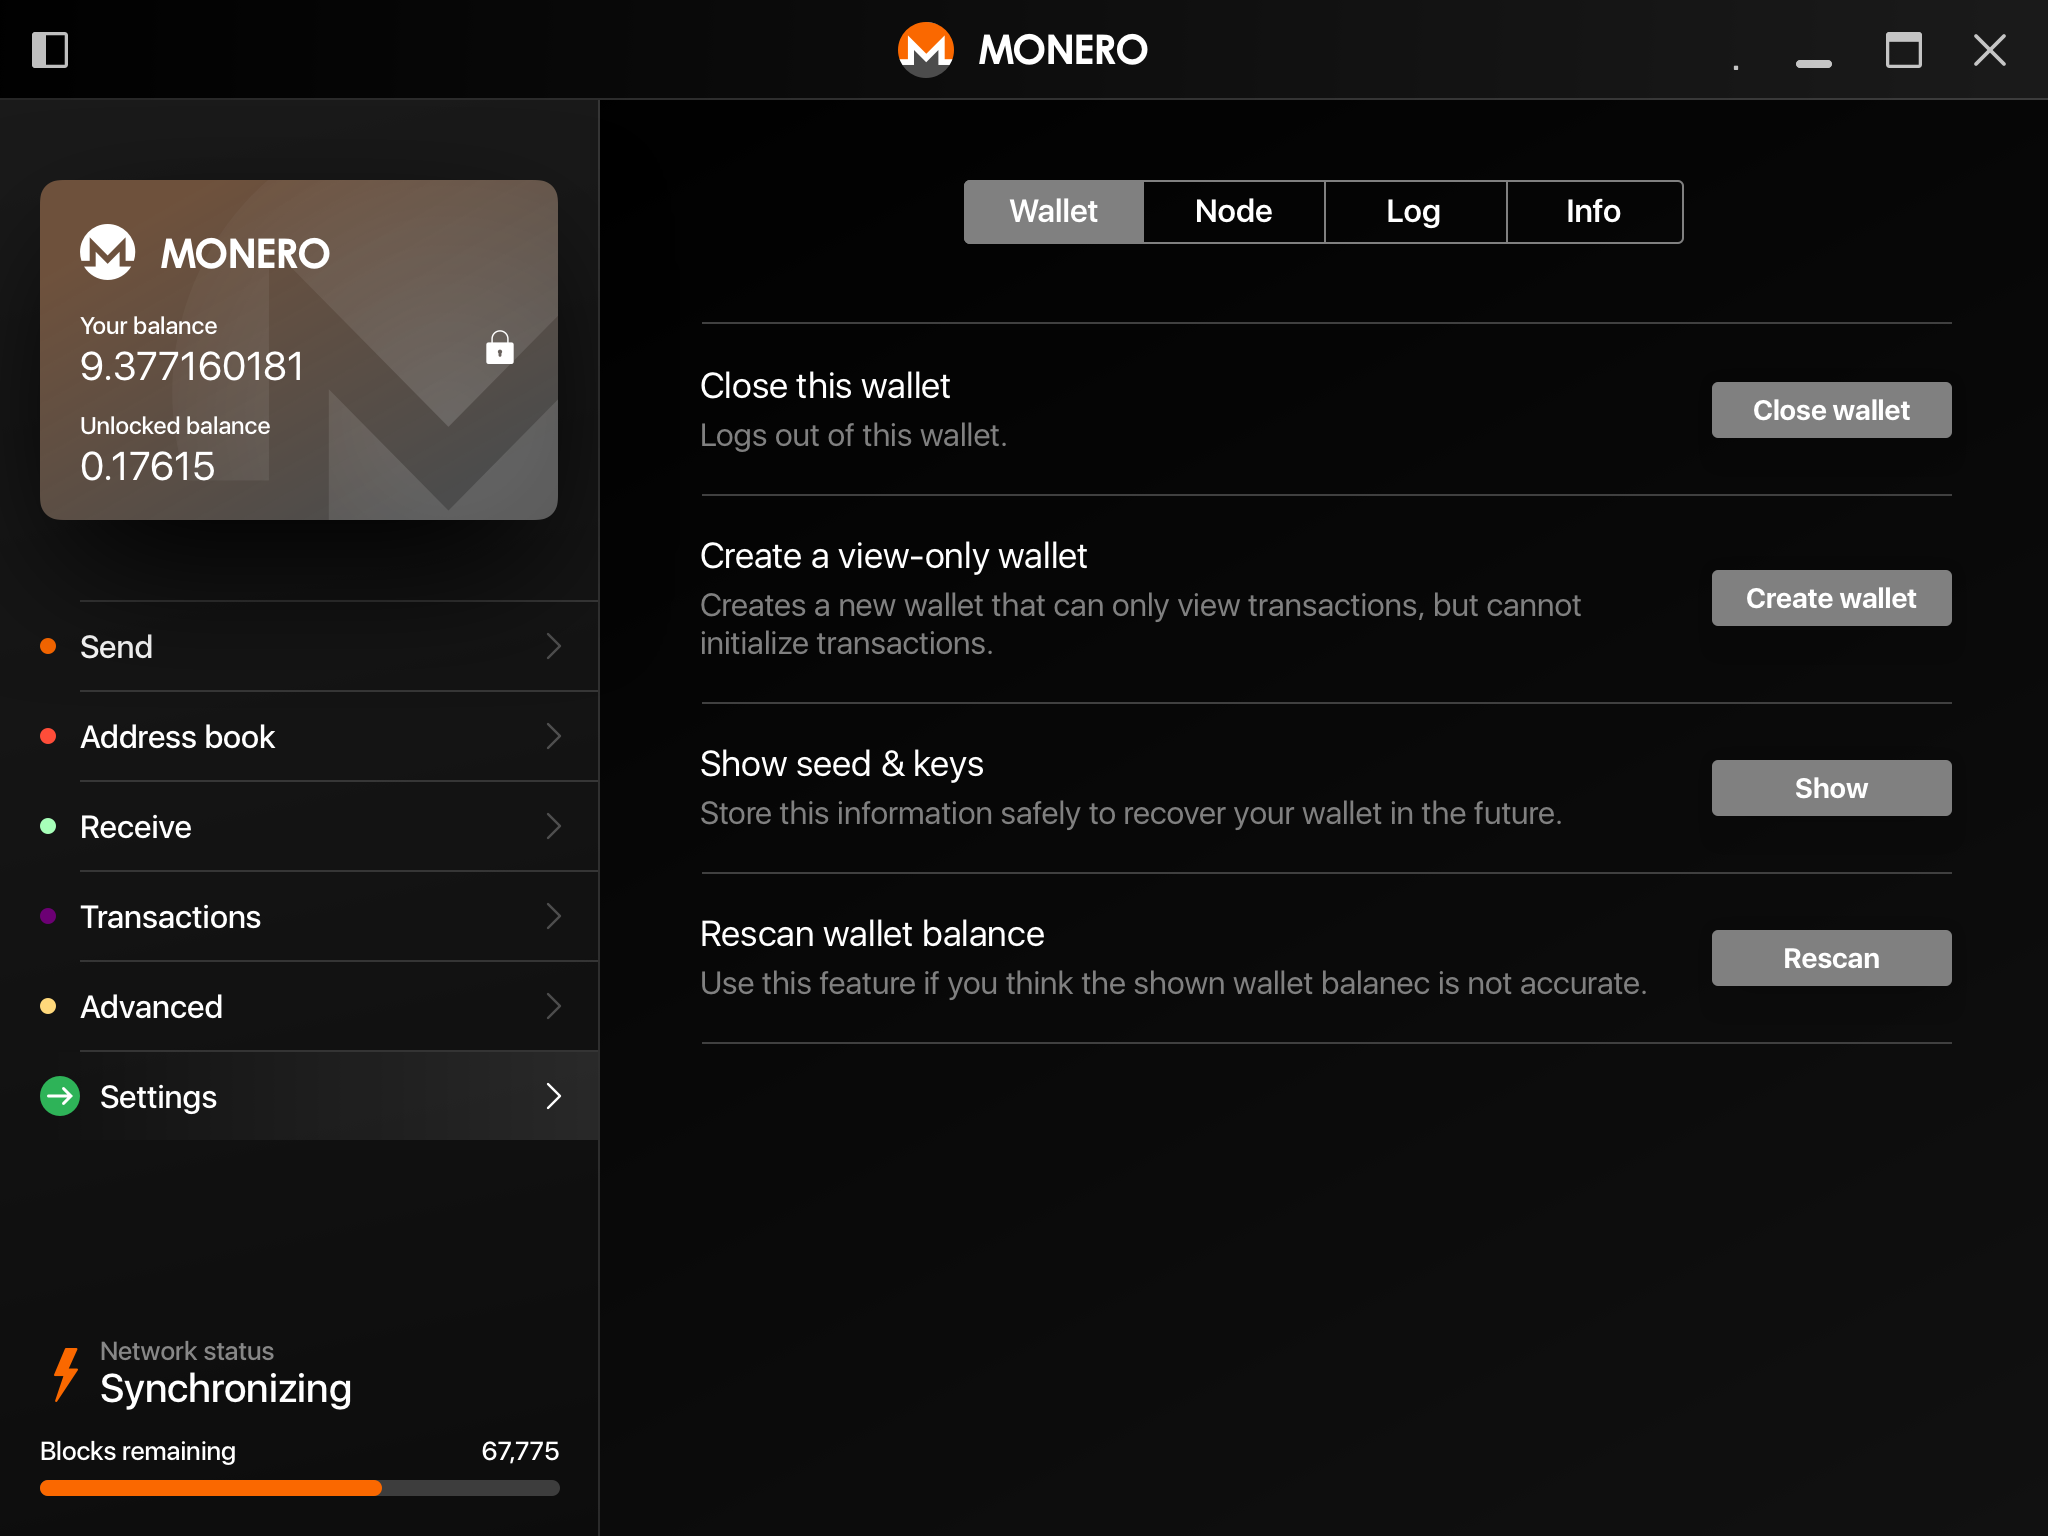 MONERO
MONERO
Your balance
9.377160181
Unlocked balance
0.17615
Send
Address book
Receive
Transactions
Advanced
Settings
Network status
Synchronizing
Blocks remaining 67,775
Wallet Node Log Info
Close this wallet
Logs out of this wallet.
Close wallet
Create a view-only wallet
Creates a new wallet that can only view transactions, but cannot
initialize transactions.
Create wallet
Show seed & keys
Store this information safely to recover your wallet in the future.
Show
Rescan wallet balance
Use this feature if you think the shown wallet balanec is not accurate.
Rescan